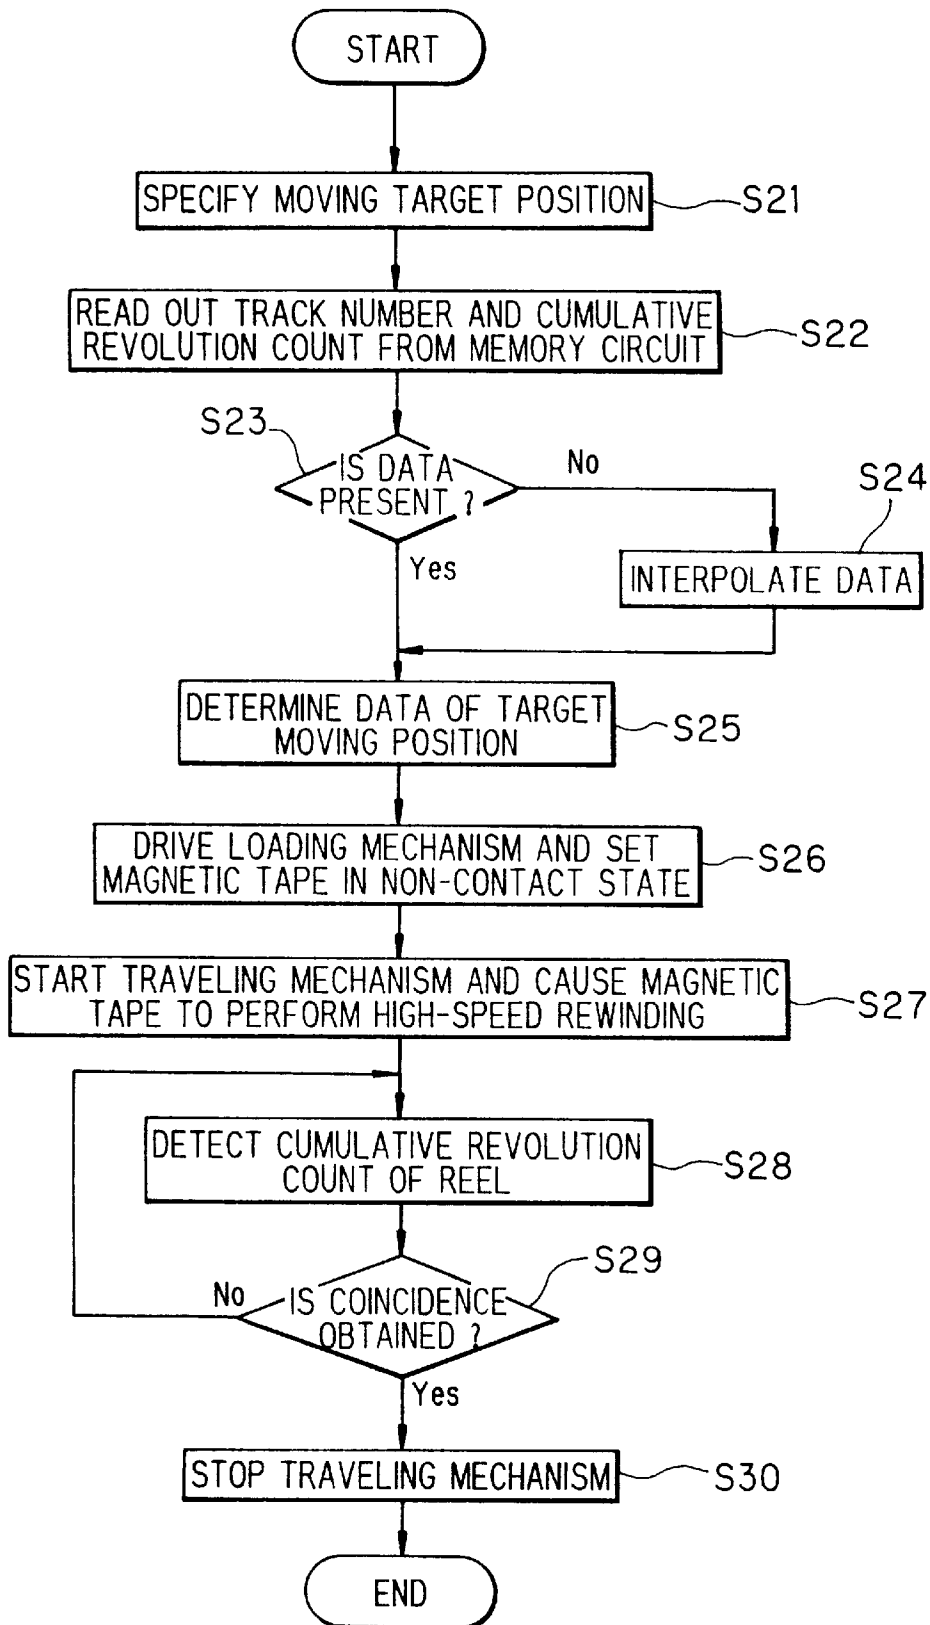 START
SPECIFY MOVING TARGET POSITION
S21
READ OUT TRACK NUMBER AND CUMULATIVE
REVOLUTION COUNT FROM MEMORY CIRCUIT
S22
S23
IS DATA
PRESENT ?
No
S24
Yes
INTERPOLATE DATA
DETERMINE DATA OF TARGET
MOVING POSITION
S25
DRIVE LOADING MECHANISM AND SET
MAGNETIC TAPE IN NON-CONTACT STATE
S26
START TRAVELING MECHANISM AND CAUSE MAGNETIC
TAPE TO PERFORM HIGH-SPEED REWINDING
S27
DETECT CUMULATIVE REVOLUTION
COUNT OF REEL
S28
S29
No
IS COINCIDENCE
OBTAINED ?
Yes
STOP TRAVELING MECHANISM
S30
END